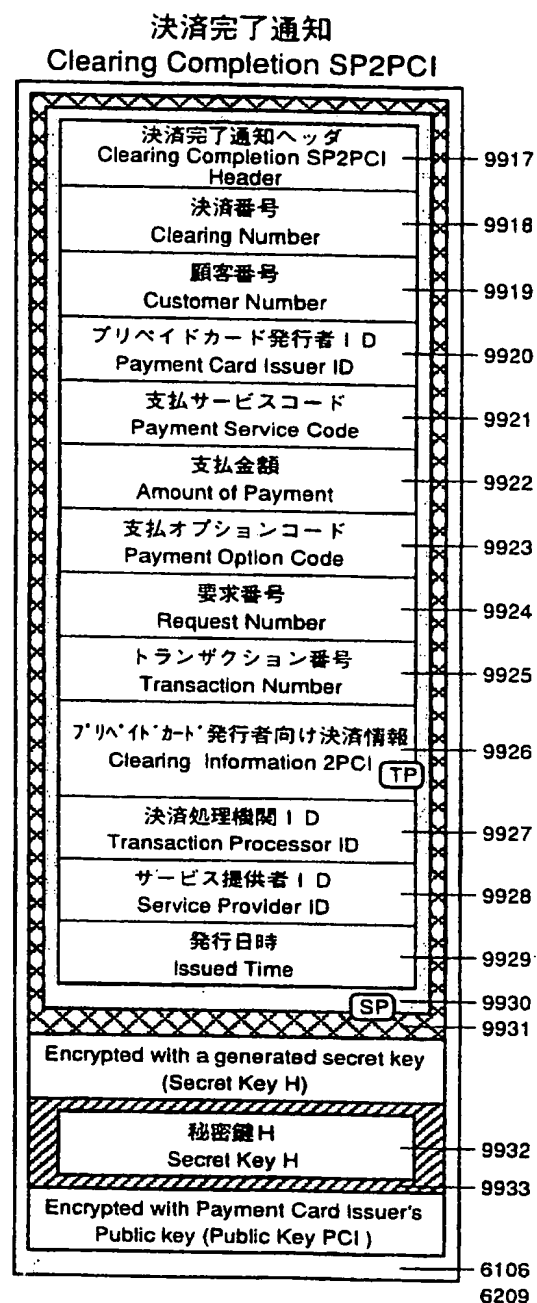 決済完了通知
Clearing Completion SP2PCI
決済完了通知ヘッダ
Clearing Completion SP2PCI
Header
9917
決済番号
Clearing Number
9918
顧客番号
Customer Number
9919
プリペイドカード発行者ID
Payment Card Issuer ID
9920
支払サービスコード
Payment Service Code
9921
支払金額
Amount of Payment
9922
支払オプションコード
Payment Option Code
9923
要求番号
Request Number
9924
トランザクション番号
Transaction Number
9925
プリペイドカード発行者向け決済情報
Clearing Information 2PCI
TP
9926
決済処理機関ID
Transaction Processor ID
9927
サービス提供者ID
Service Provider ID
9928
発行日時
Issued Time
9929
SP
9930
9931
Encrypted with a generated secret key
(Secret Key H)
秘密鍵H
Secret Key H
9932
9933
Encrypted with Payment Card Issuer's
Public key (Public Key PCI)
6106
6209